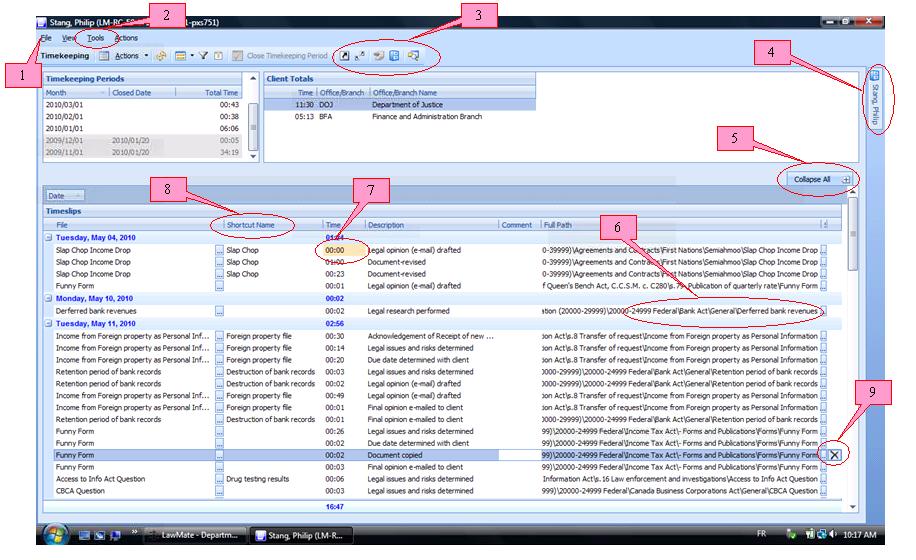 2
3
Stang, Philip (LM-RC-
1-pxs751)
4
File View Tools Actions
1
Timekeeping Actions Close Timekeeping Period
Stang, Philip
Timekeeping Periods
Month Closed Date Total Time
2010/03/01 00:43
2010/02/01 00:38
2010/01/01 06:06
2009/12/01 2010/01/20 00:05
2009/11/01 2010/01/20 34:19
Client Totals
Time Office/Branch Office/Branch Name
11:30 DOJ Department of Justice
05:13 BFA Finance and Administration Branch
5
Collapse All
8
7
Date
Timeslips
File Shortcut Name Time Description Comment Full Path S
6
Tuesday, May 04, 2010 01:24
Slap Chop Income Drop ... Slap Chop 00:00 Legal opinion (e-mail) drafted 0-39999)\Agreements and Contracts\First Nations\Semiahmoo\Slap Chop Income Drop ...
Slap Chop Income Drop ... Slap Chop 01:00 Document-revised 0-39999)\Agreements and Contracts\First Nations\Semiahmoo\Slap Chop Income Drop ...
Slap Chop Income Drop ... Slap Chop 00:23 Document-revised 0-39999)\Agreements and Contracts\First Nations\Semiahmoo\Slap Chop Income Drop ...
Funny Form ... 00:01 Legal opinion (e-mail) drafted f Queen's Bench Act, C.C.S.M. c. C280\s.79- Publication of quarterly rate\Funny Form ...
Monday, May 10, 2010 00:02
Derferred bank revenues ... 00:02 Legal research performed ation (20000-29999)\20000-24999 Federal\Bank Act\General\Derferred bank revenues ...
Tuesday, May 11, 2010 02:56
Income from Foreign property as Personal Info... ... Foreign property file 00:30 Acknowledgement of Receipt of new ... ion Act\s.8 Transfer of request\Income from Foreign property as Personal Information ...
Income from Foreign property as Personal Info... ... Foreign property file 00:14 Legal issues and risks determined ion Act\s.8 Transfer of request\Income from Foreign property as Personal Information ...
Income from Foreign property as Personal Info... ... Foreign property file 00:20 Due date determined with client ion Act\s.8 Transfer of request\Income from Foreign property as Personal Information ...
Retention period of bank records ... Destruction of bank records 00:03 Legal issues and risks determined 0000-29999)\20000-24999 Federal\Bank Act\General\Retention period of bank records ...
Retention period of bank records ... Destruction of bank records 00:02 Legal opinion (e-mail) drafted 0000-29999)\20000-24999 Federal\Bank Act\General\Retention period of bank records ...
Income from Foreign property as Personal Info... ... Foreign property file 00:49 Legal opinion (e-mail) drafted ion Act\s.8 Transfer of request\Income from Foreign property as Personal Information ...
Income from Foreign property as Personal Info... ... Foreign property file 00:01 Final opinion e-mailed to client ion Act\s.8 Transfer of request\Income from Foreign property as Personal Information ...
Retention period of bank records ... Destruction of bank records 00:01 Final opinion e-mailed to client 0000-29999)\20000-24999 Federal\Bank Act\General\Retention period of bank records ...
Funny Form ... 00:26 Legal issues and risks determined 99)\20000-24999 Federal\Income Tax Act\- Forms and Publications\Forms\Funny Form ...
Funny Form ... 00:02 Due date determined with client 99)\20000-24999 Federal\Income Tax Act\- Forms and Publications\Forms\Funny Form ...
Funny Form ... 00:02 Document copied 99)\20000-24999 Federal\Income Tax Act\- Forms and Publications\Forms\Funny Form ...
Funny Form ... 00:03 Final opinion e-mailed to client 99)\20000-24999 Federal\Income Tax Act\- Forms and Publications\Forms\Funny Form ...
Access to Info Act Question ... Drug testing results 00:06 Legal issues and risks determined Information Act\s.16 Law enforcement and investigations\Access to Info Act Question ...
CBCA Question ... 00:03 Legal issues and risks determined 99)\20000-24999 Federal\Canada Business Corporations Act\General\CBCA Question ...
16:47
9
LawMate - Departm... Stang, Philip (LM-R... FR 10:17 AM